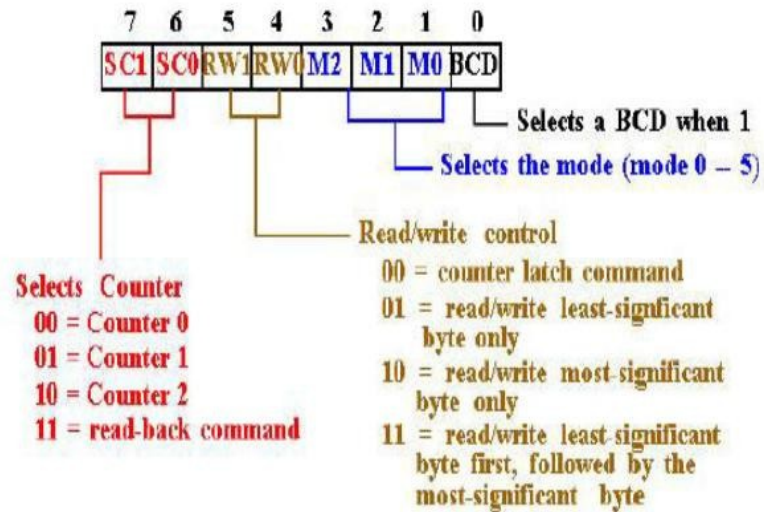 7 6 5 4 3 2 1 0
SC1 SC0 RW1 RW0 M2 M1 M0 BCD
Selects a BCD when 1
Selects the mode (mode 0 – 5)
Read/write control
00 = counter latch command
01 = read/write least-signficant
byte only
10 = read/write most-significant
byte only
11 = read/write least-significant
byte first, followed by the
most-significant byte
Selects Counter
00 = Counter 0
01 = Counter 1
10 = Counter 2
11 = read-back command